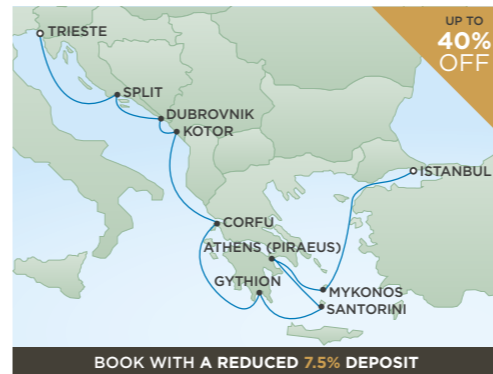 TRIESTE
UP TO
40%
OFF
SPLIT
DUBROVNIK
KOTOR
ISTANBUL
CORFU
ATHENS (PIRAEUS)
GYTHION
MYKONOS
SANTORINI
BOOK WITH A REDUCED 7.5% DEPOSIT